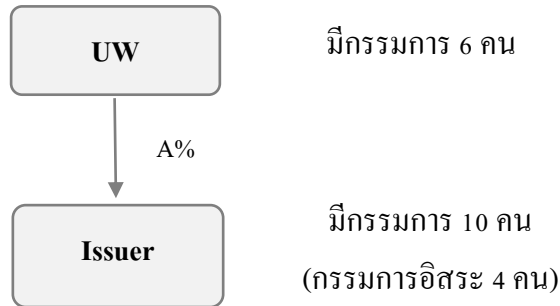 UW
มีกรรมการ 6 คน
A%
Issuer
มีกรรมการ 10 คน
(กรรมการอิสระ 4 คน)